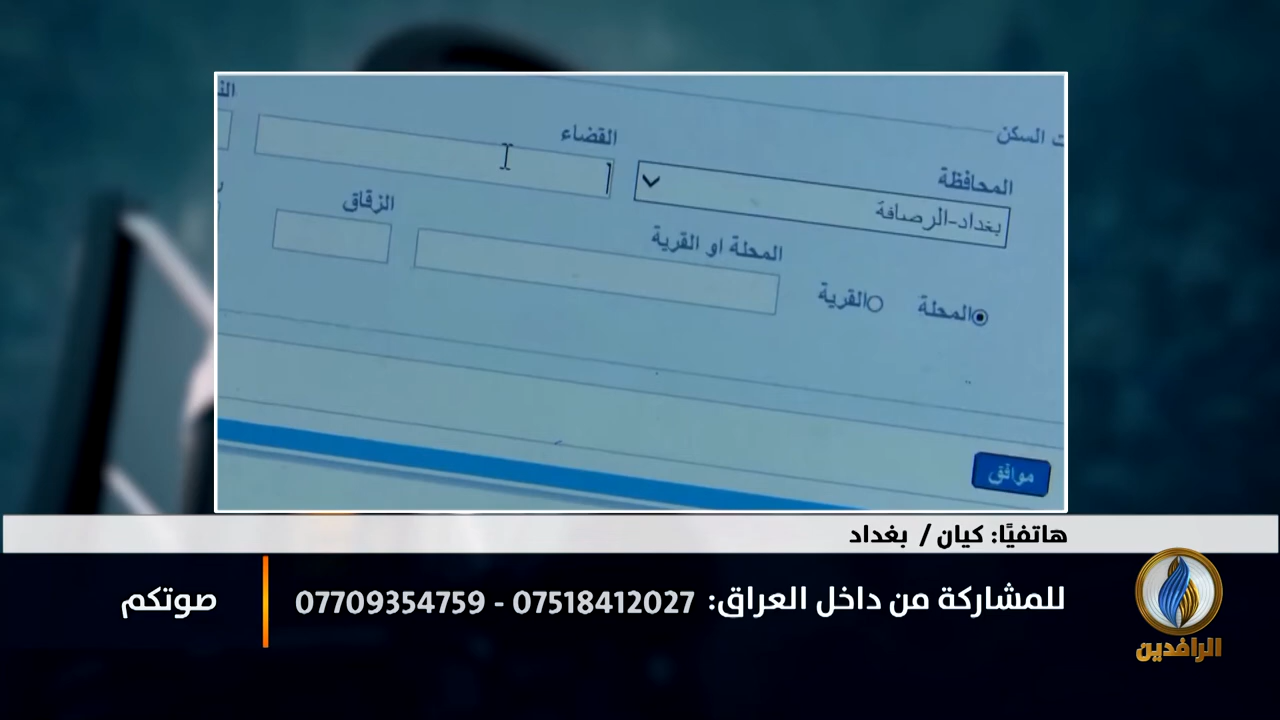 السكن
المحافظة
بغداد-الرصافة
القضاء
المحلة
القرية
المحلة او القرية
الزقاق
موافق
هاتفيًا: كيان / بغداد
للمشاركة من داخل العراق: 07518412027 - 07709354759
صوتكم
الرافدين